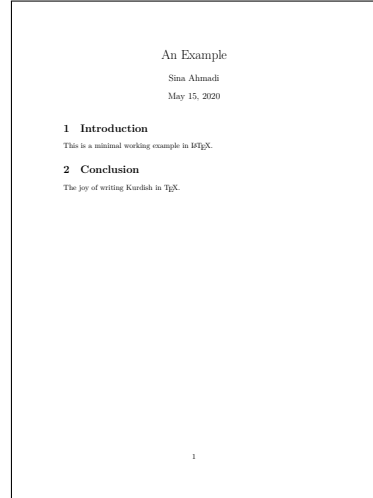 An Example
Sina Ahmadi
May 15, 2020
1 Introduction
This is a minimal working example in LATEX.
2 Conclusion
The joy of writing Kurdish in TEX.
1